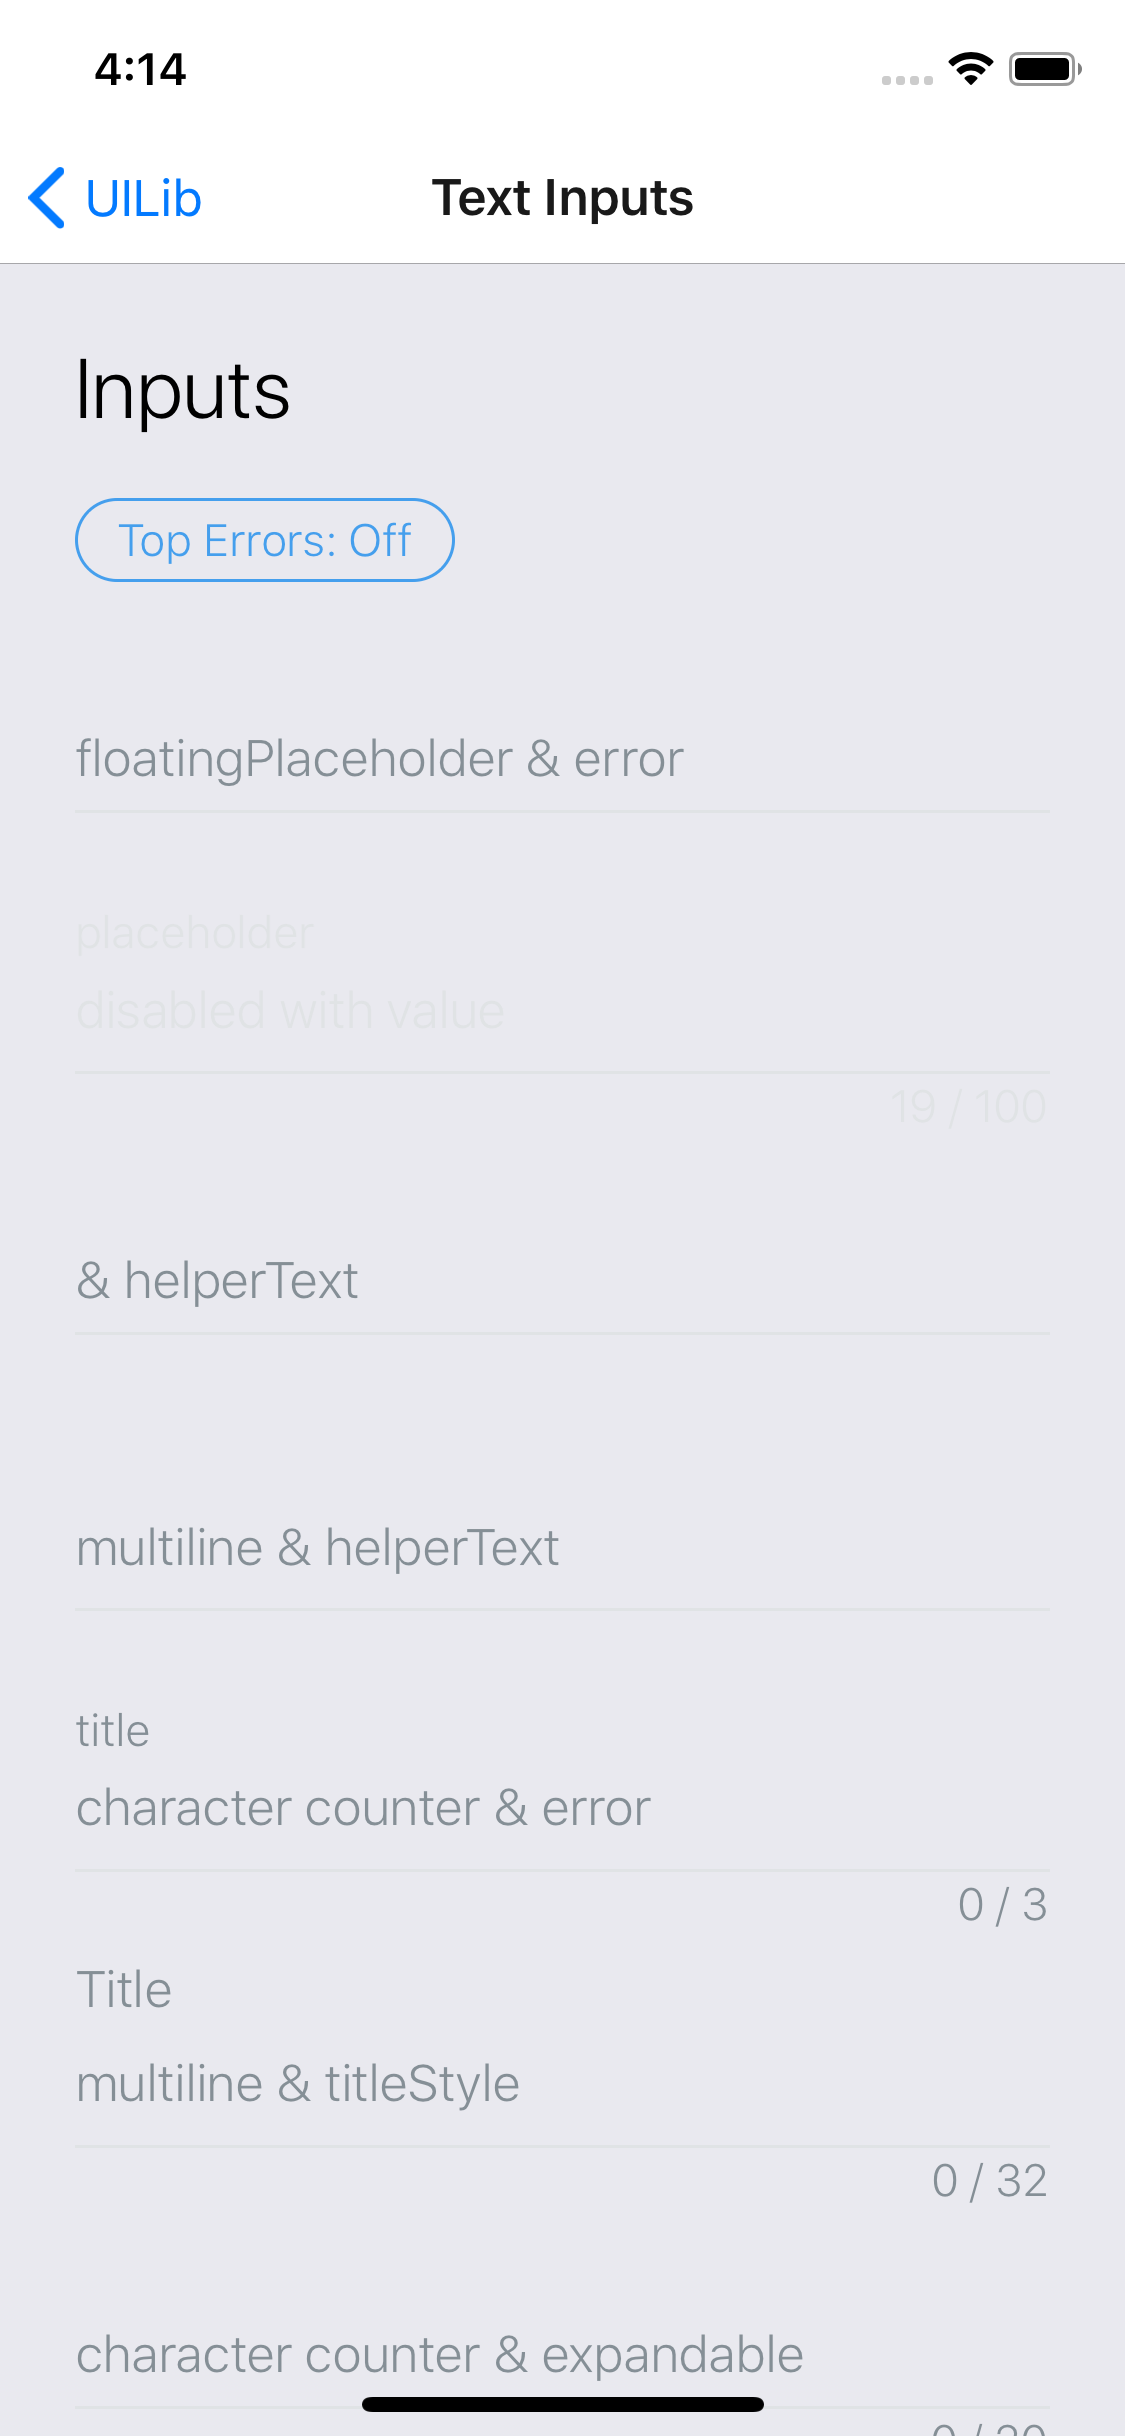 4:14
UILib
Text Inputs
Inputs
Top Errors: Off
floatingPlaceholder & error
placeholder
disabled with value
19 / 100
& helperText
multiline & helperText
title
character counter & error
0 / 3
Title
multiline & titleStyle
0 / 32
character counter & expandable